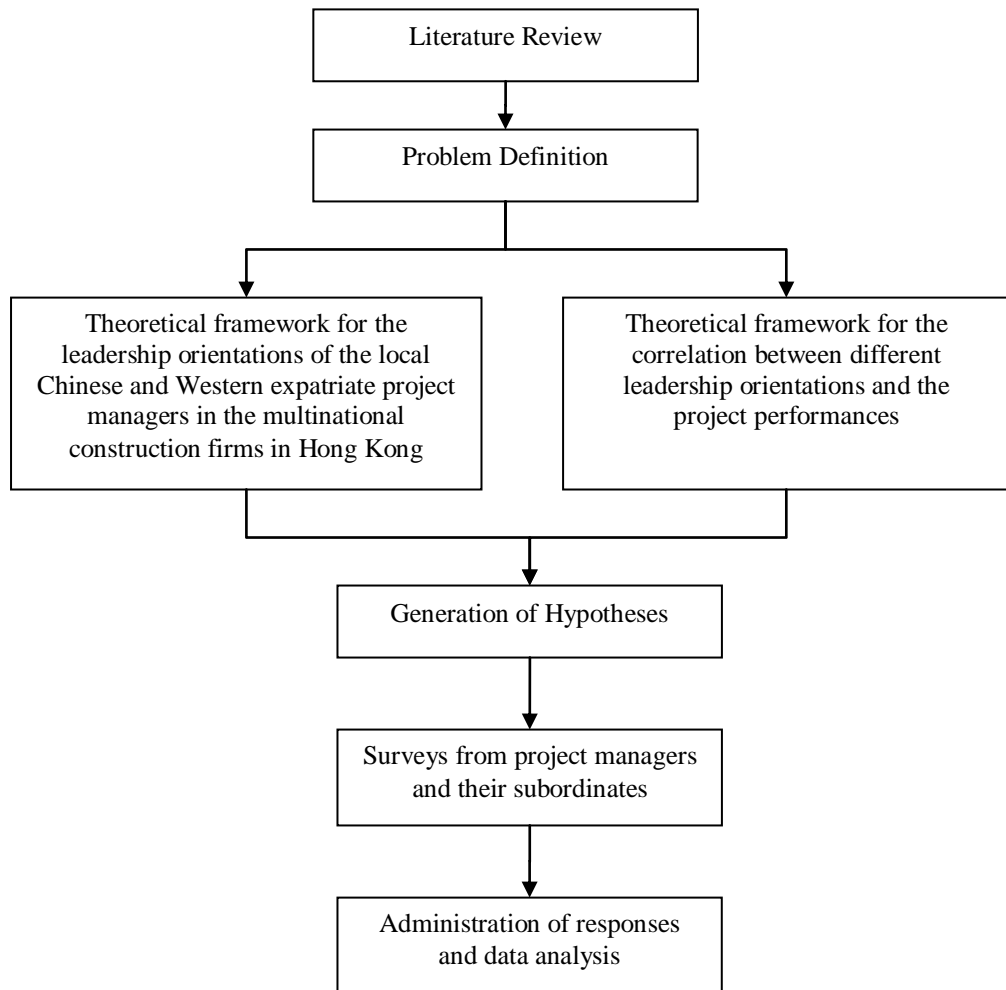 Literature Review
Problem Definition
Theoretical framework for the
leadership orientations of the local
Chinese and Western expatriate project
managers in the multinational
construction firms in Hong Kong
Theoretical framework for the
correlation between different
leadership orientations and the
project performances
Generation of Hypotheses
Surveys from project managers
and their subordinates
Administration of responses
and data analysis